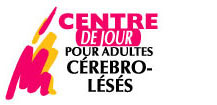 CENTRE
DE JOUR
POUR ADULTES
CÉRÉBRO-
LÉSÉS